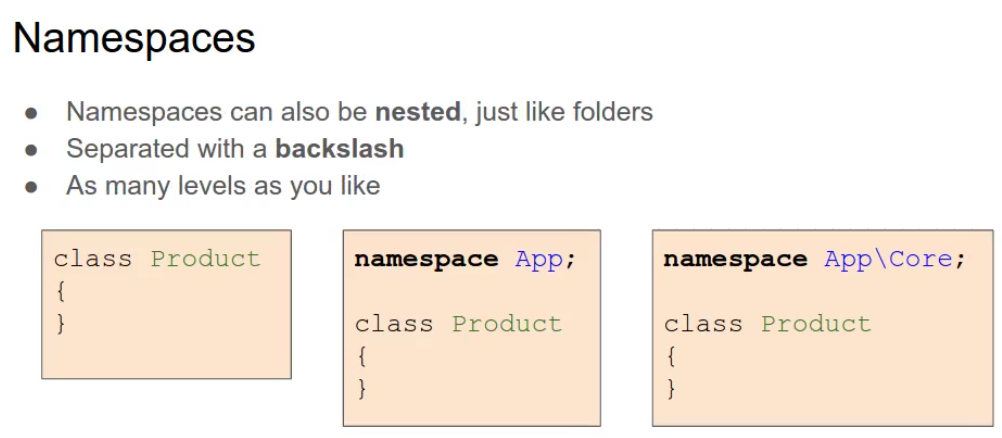 Namespaces
● Namespaces can also be nested, just like folders
● Separated with a backslash
● As many levels as you like
class Product
{
}
namespace App;
class Product
{
}
namespace App\Core;
class Product
{
}